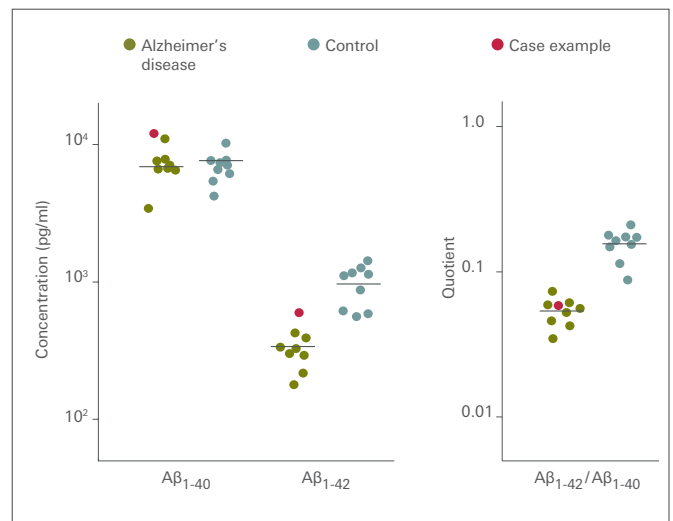 Alzheimer's
disease
Control
Case example
Concentration (pg/ml)
10⁴
10³
10²
Aβ₁₋₄₀
Aβ₁₋₄₂
Quotient
1.0
0.1
0.01
Aβ₁₋₄₂/Aβ₁₋₄₀